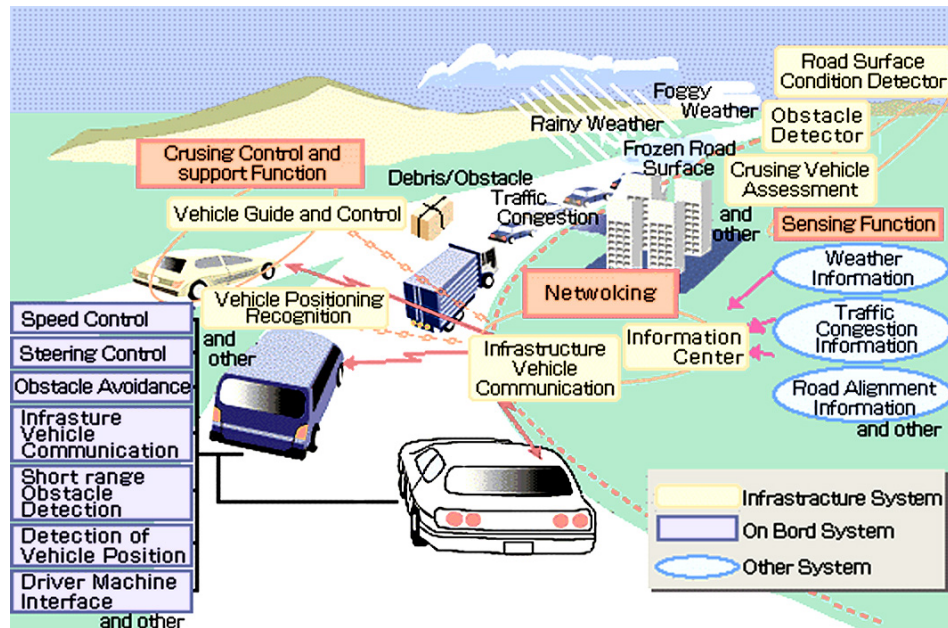 Road Surface
Condition Detector
Foggy
Weather
Rainy Weather
Obstacle
Detector
Crusing Control and
support Function
Frozen Road
Surface
Crusing Vehicle
Assessment
Debris/Obstacle
Traffic
Congestion
Vehicle Guide and Control
and
other
Sensing Function
Weather
Information
Netwoking
Vehicle Positioning
Recognition
Speed Control
and
other
Steering Control
Infrastructure
Vehicle
Communication
Information
Center
Traffic
Congestion
Information
Obstacle Avoidance
Road Alignment
Information
and other
Infrasture
Vehicle
Communication
Short range
Obstacle
Detection
Detection of
Vehicle Position
Driver Machine
Interface
and other
Infrastracture System
On Bord System
Other System